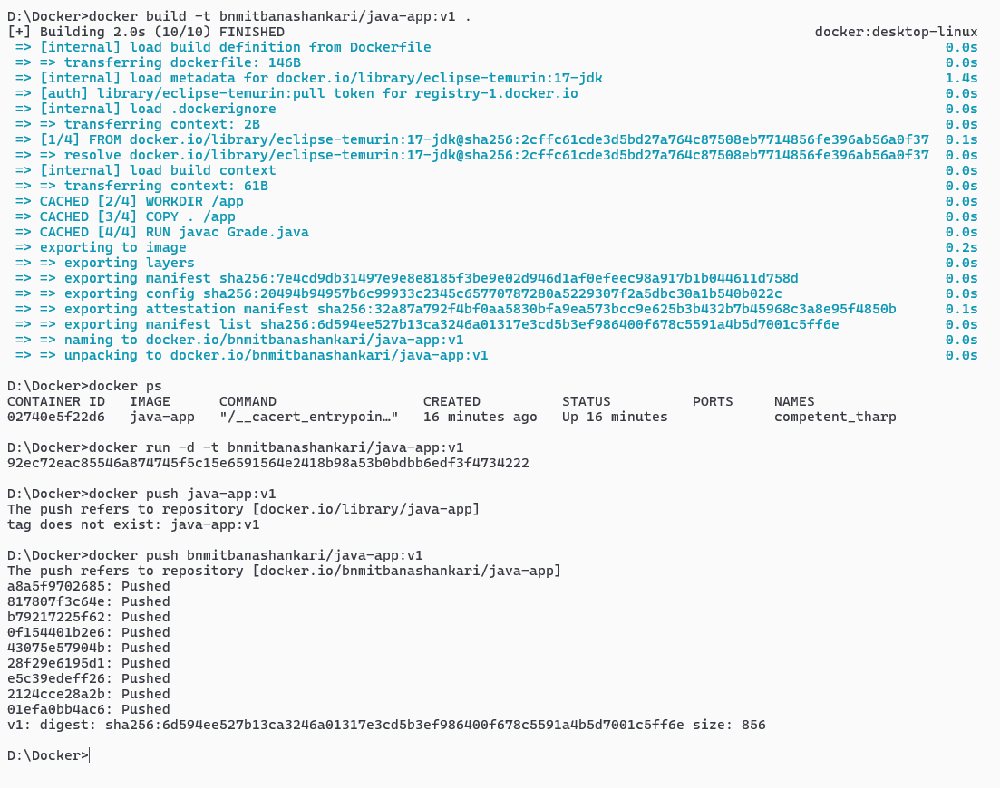 D:\Docker>docker build -t bnmitbanashankari/java-app:v1 .
[+] Building 2.0s (10/10) FINISHED docker:desktop-linux
=> [internal] load build definition from Dockerfile 0.0s
=> => transferring dockerfile: 146B 0.0s
=> [internal] load metadata for docker.io/library/eclipse-temurin:17-jdk 1.4s
=> [auth] library/eclipse-temurin:pull token for registry-1.docker.io 0.0s
=> [internal] load .dockerignore 0.0s
=> => transferring context: 2B 0.0s
=> [1/4] FROM docker.io/library/eclipse-temurin:17-jdk@sha256:2cffc61cde3d5bd27a764c87508eb7714856fe396ab56a0f37 0.1s
=> => resolve docker.io/library/eclipse-temurin:17-jdk@sha256:2cffc61cde3d5bd27a764c87508eb7714856fe396ab56a0f37 0.0s
=> [internal] load build context 0.0s
=> => transferring context: 61B 0.0s
=> CACHED [2/4] WORKDIR /app 0.0s
=> CACHED [3/4] COPY . /app 0.0s
=> CACHED [4/4] RUN javac Grade.java 0.0s
=> exporting to image 0.2s
=> => exporting layers 0.0s
=> => exporting manifest sha256:7e4cd9db31497e9e8e8185f3be9e02d946d1af0efeec98a917b1b044611d758d 0.0s
=> => exporting config sha256:20494b94957b6c99933c2345c65770787280a5229307f2a5dbc30a1b540b022c 0.0s
=> => exporting attestation manifest sha256:32a87a792f4bf0aa5830bfa9ea573bcc9e625b3b432b7b45968c3a8e95f4850b 0.1s
=> => exporting manifest list sha256:6d594ee527b13ca3246a01317e3cd5b3ef986400f678c5591a4b5d7001c5ff6e 0.0s
=> => naming to docker.io/bnmitbanashankari/java-app:v1 0.0s
=> => unpacking to docker.io/bnmitbanashankari/java-app:v1 0.0s
D:\Docker>docker ps
CONTAINER ID IMAGE COMMAND CREATED STATUS PORTS NAMES
02740e5f22d6 java-app "/__cacert_entrypoin…" 16 minutes ago Up 16 minutes competent_tharp
D:\Docker>docker run -d -t bnmitbanashankari/java-app:v1
92ec72eac85546a874745f5c15e6591564e2418b98a53b0bdbb6edf3f4734222
D:\Docker>docker push java-app:v1
The push refers to repository [docker.io/library/java-app]
tag does not exist: java-app:v1
D:\Docker>docker push bnmitbanashankari/java-app:v1
The push refers to repository [docker.io/bnmitbanashankari/java-app]
a8a5f9702685: Pushed
817807f3c64e: Pushed
b79217225f62: Pushed
0f154401b2e6: Pushed
43075e57904b: Pushed
28f29e6195d1: Pushed
e5c39edeff26: Pushed
2124cce28a2b: Pushed
01efa0bb4ac6: Pushed
v1: digest: sha256:6d594ee527b13ca3246a01317e3cd5b3ef986400f678c5591a4b5d7001c5ff6e size: 856
D:\Docker>